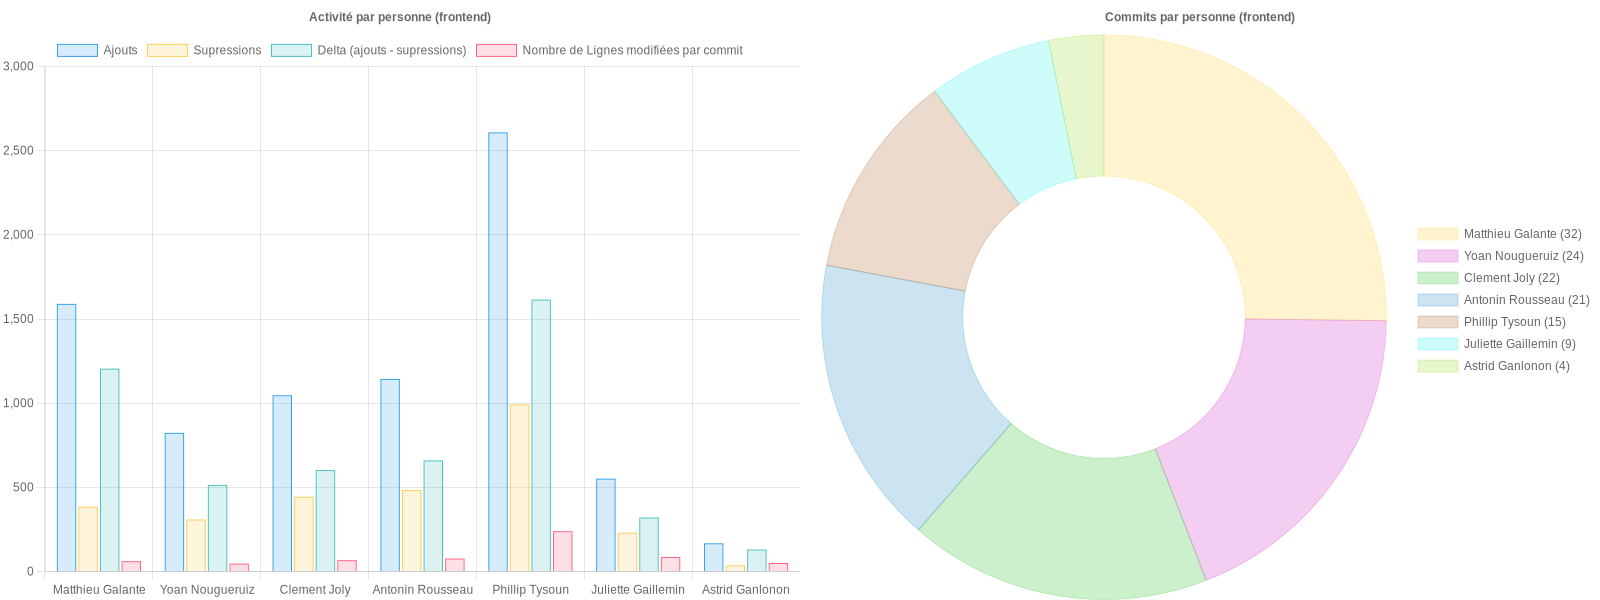 Activité par personne (frontend)
Ajouts Supressions Delta (ajouts - supressions) Nombre de Lignes modifiées par commit
3,000
2,500
2,000
1,500
1,000
500
0
Matthieu Galante Yoan Nougueruiz Clement Joly Antonin Rousseau Phillip Tysoun Juliette Gaillemin Astrid Ganlonon
Commits par personne (frontend)
Matthieu Galante (32)
Yoan Nougueruiz (24)
Clement Joly (22)
Antonin Rousseau (21)
Phillip Tysoun (15)
Juliette Gaillemin (9)
Astrid Ganlonon (4)